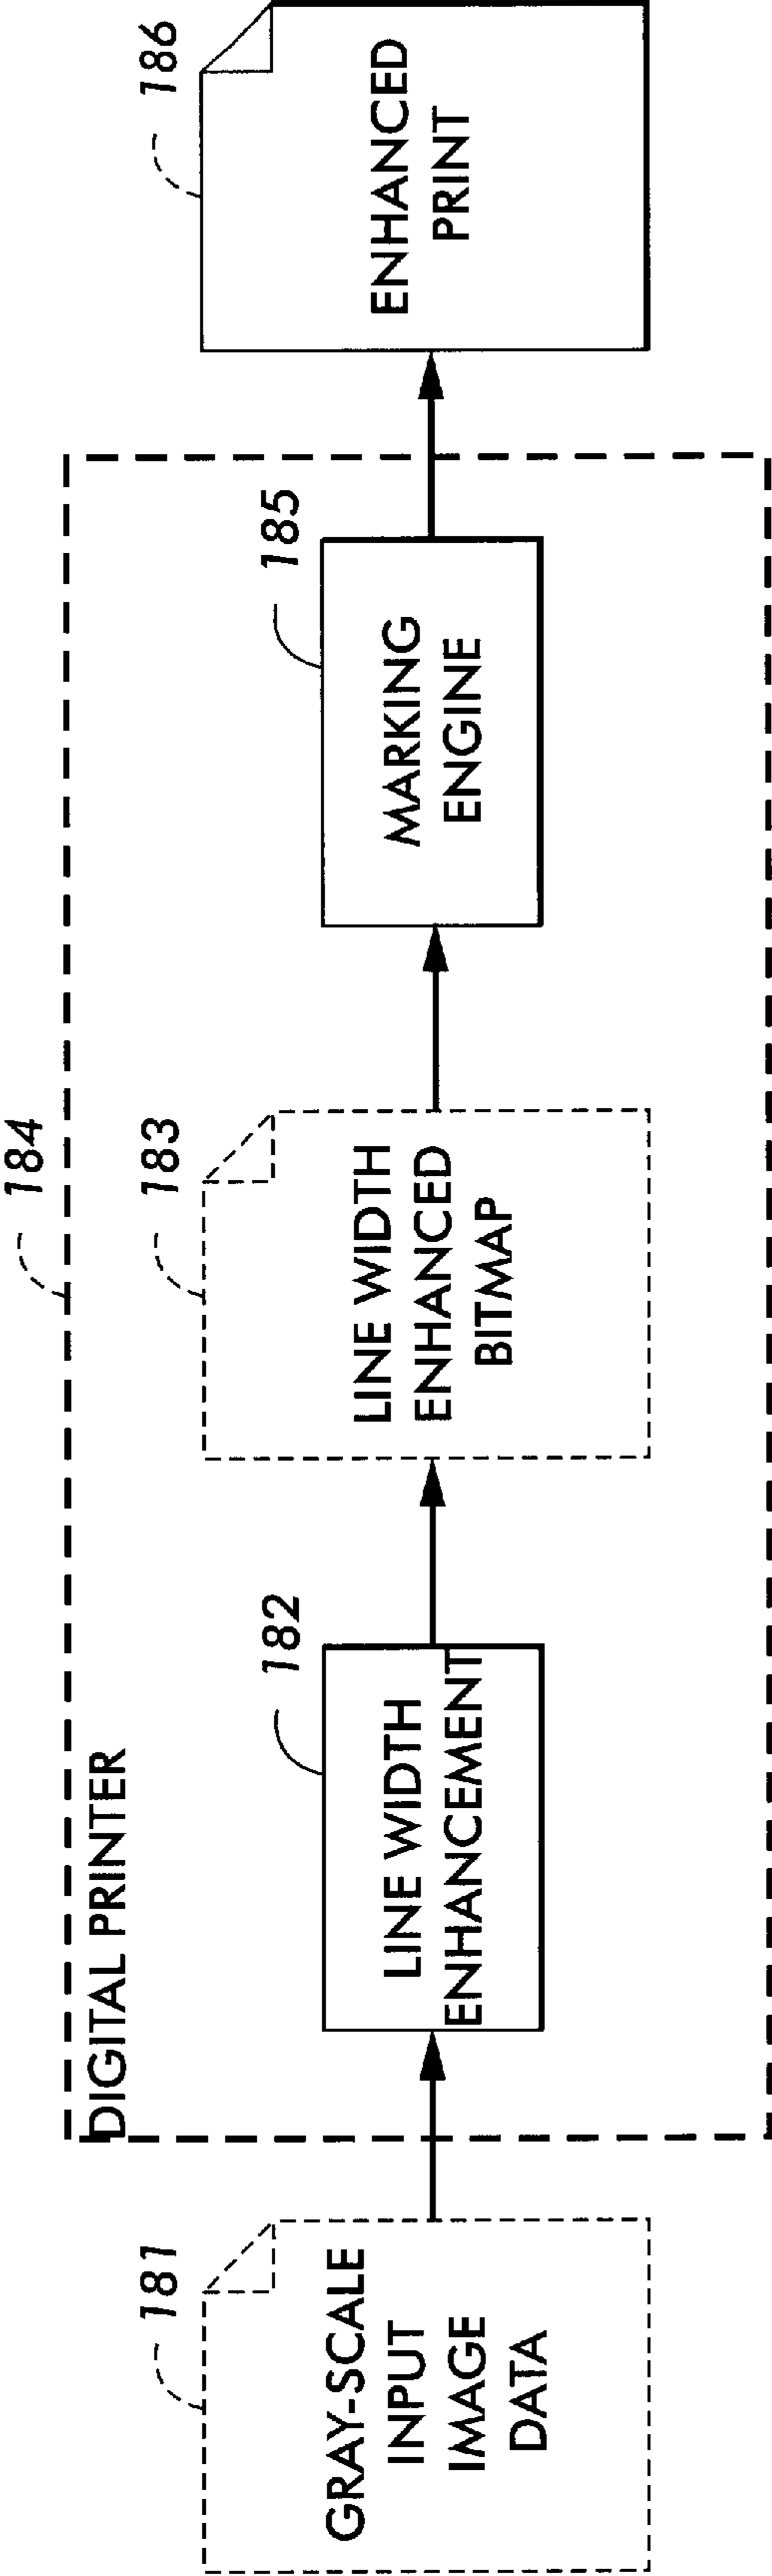 184
DIGITAL PRINTER
181
GRAY-SCALE
INPUT
IMAGE
DATA
182
LINE WIDTH
ENHANCEMENT
183
LINE WIDTH
ENHANCED
BITMAP
185
MARKING
ENGINE
186
ENHANCED
PRINT